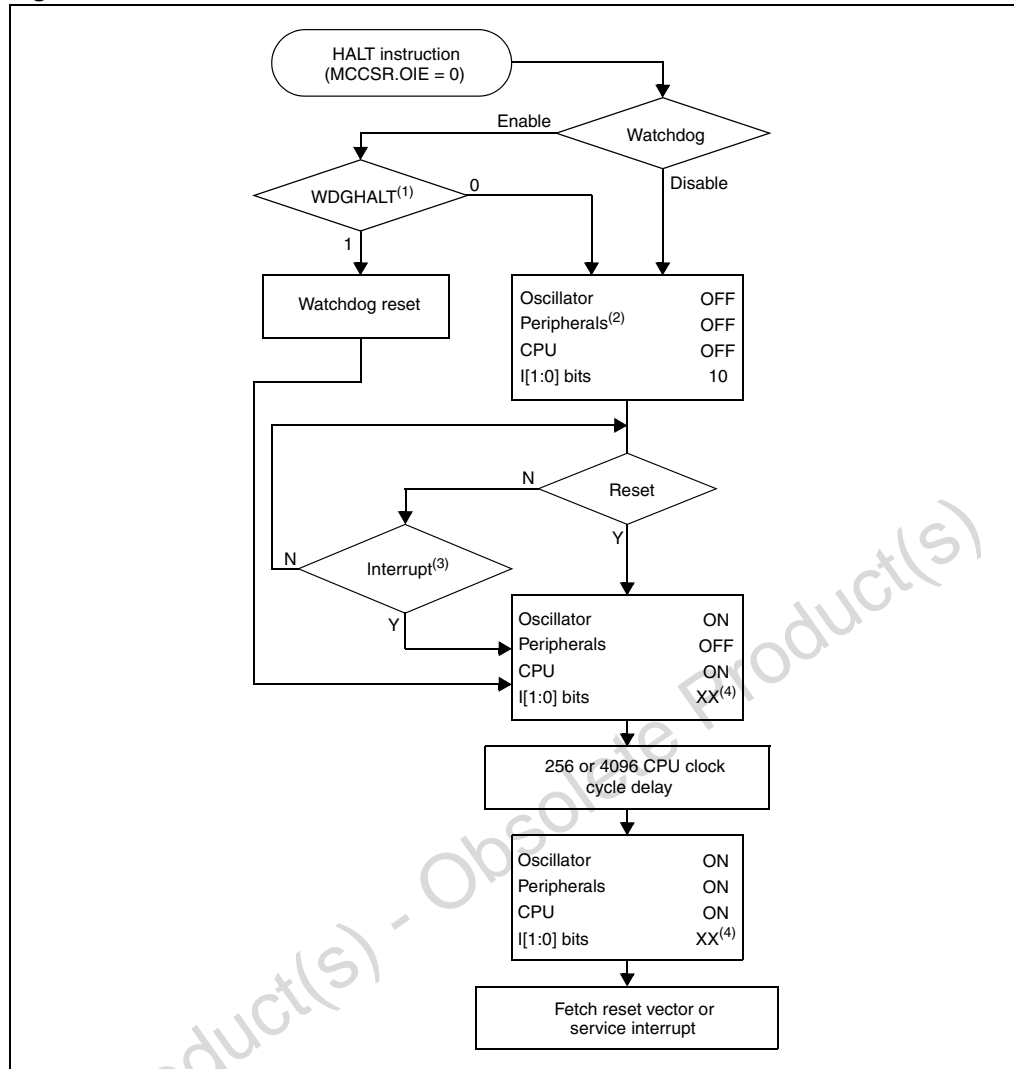 HALT instruction
(MCCSR.OIE = 0)
Enable
Watchdog
Disable
WDGHALT(1)
0
1
Watchdog reset
Oscillator OFF
Peripherals(2) OFF
CPU OFF
I[1:0] bits 10
N
Reset
Y
N
Interrupt(3)
Y
Oscillator ON
Peripherals OFF
CPU ON
I[1:0] bits XX(4)
256 or 4096 CPU clock
cycle delay
Oscillator ON
Peripherals ON
CPU ON
I[1:0] bits XX(4)
Fetch reset vector or
service interrupt
oduct(s) - Obsolete Product(s)